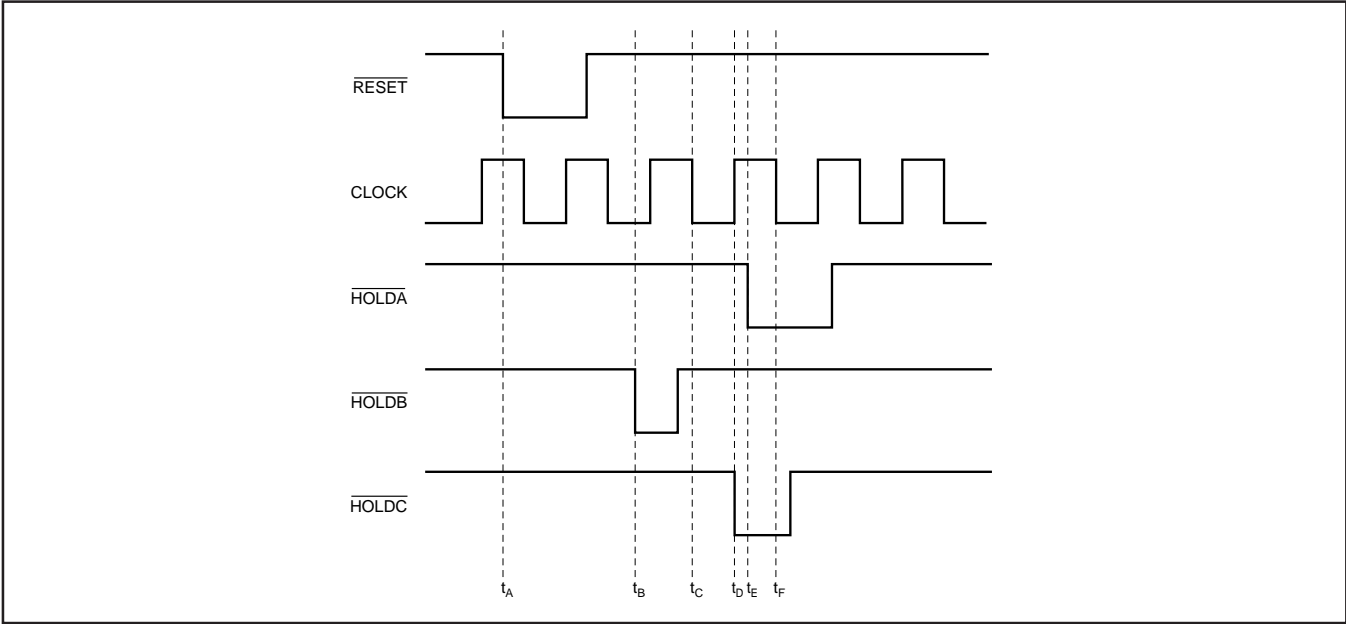 RESET
CLOCK
HOLDA
HOLDB
HOLDC
tA tB tC tD tE tF